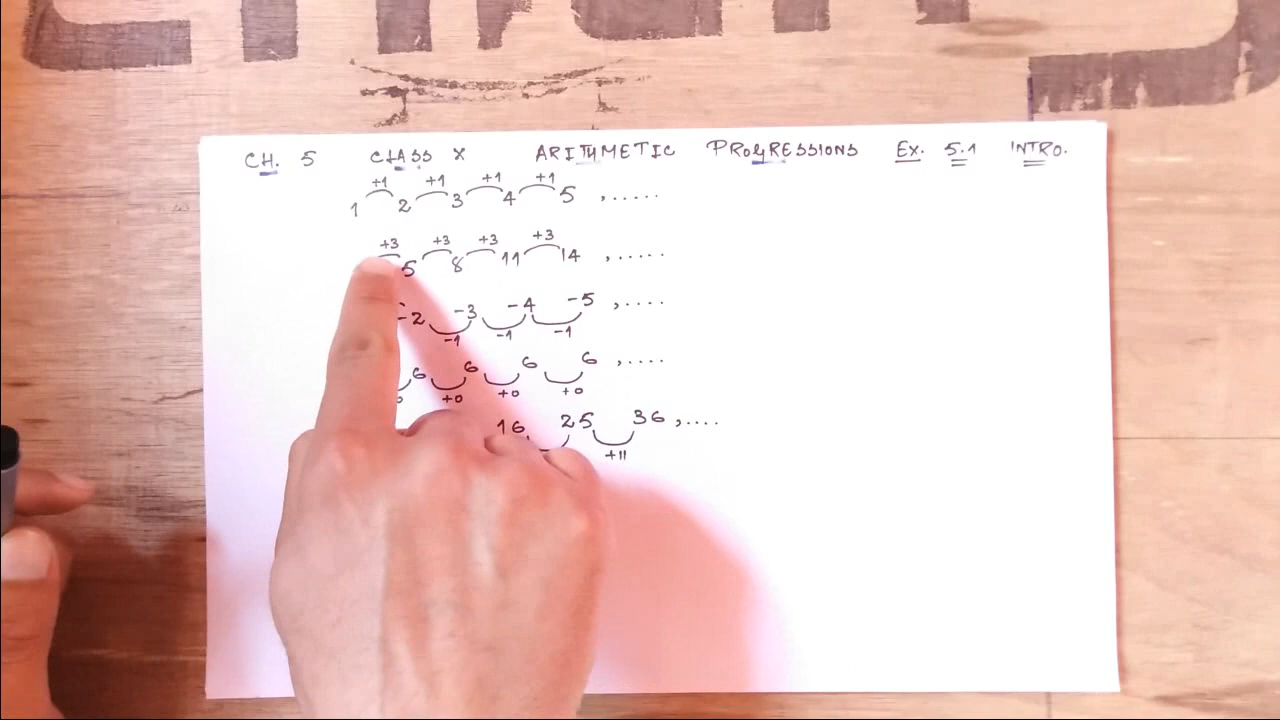 CH. 5 CLASS X ARITHMETIC PROGRESSIONS Ex. 5.1 INTRO.
+1 +1 +1 +1
1 2 3 4 5 , .....
+3 +3 +3 +3
5 8 11 14 , .....
-2 -3 -4 -5 , ....
-1 -1 -1
6 6 6 6 , ....
+0 +0 +0
16 25 36 , ....
+11